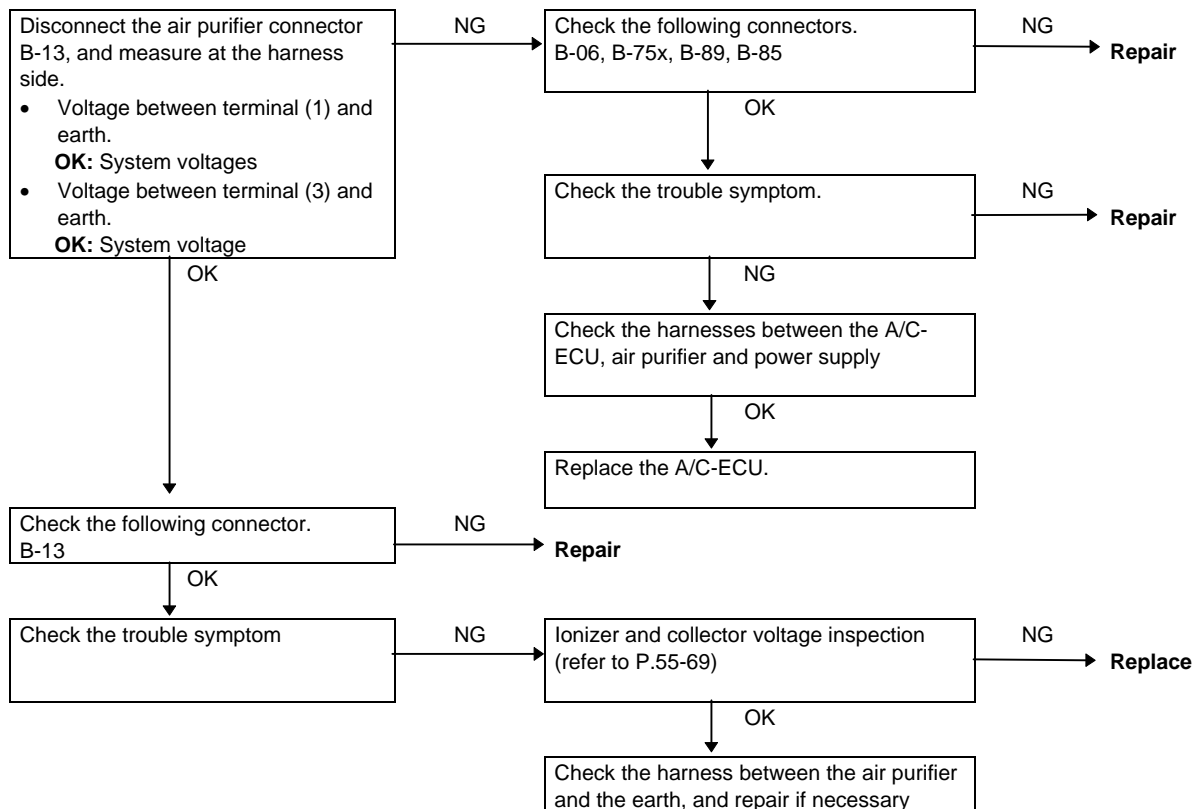 Disconnect the air purifier connector
B-13, and measure at the harness
side.
• Voltage between terminal (1) and
earth.
OK: System voltages
• Voltage between terminal (3) and
earth.
OK: System voltage
NG
Check the following connectors.
B-06, B-75x, B-89, B-85
NG
Repair
OK
Check the trouble symptom.
NG
Repair
OK
NG
Check the harnesses between the A/C-
ECU, air purifier and power supply
OK
Replace the A/C-ECU.
Check the following connector.
B-13
NG
Repair
OK
Check the trouble symptom
NG
Ionizer and collector voltage inspection
(refer to P.55-69)
NG
Replace
OK
Check the harness between the air purifier
and the earth, and repair if necessary